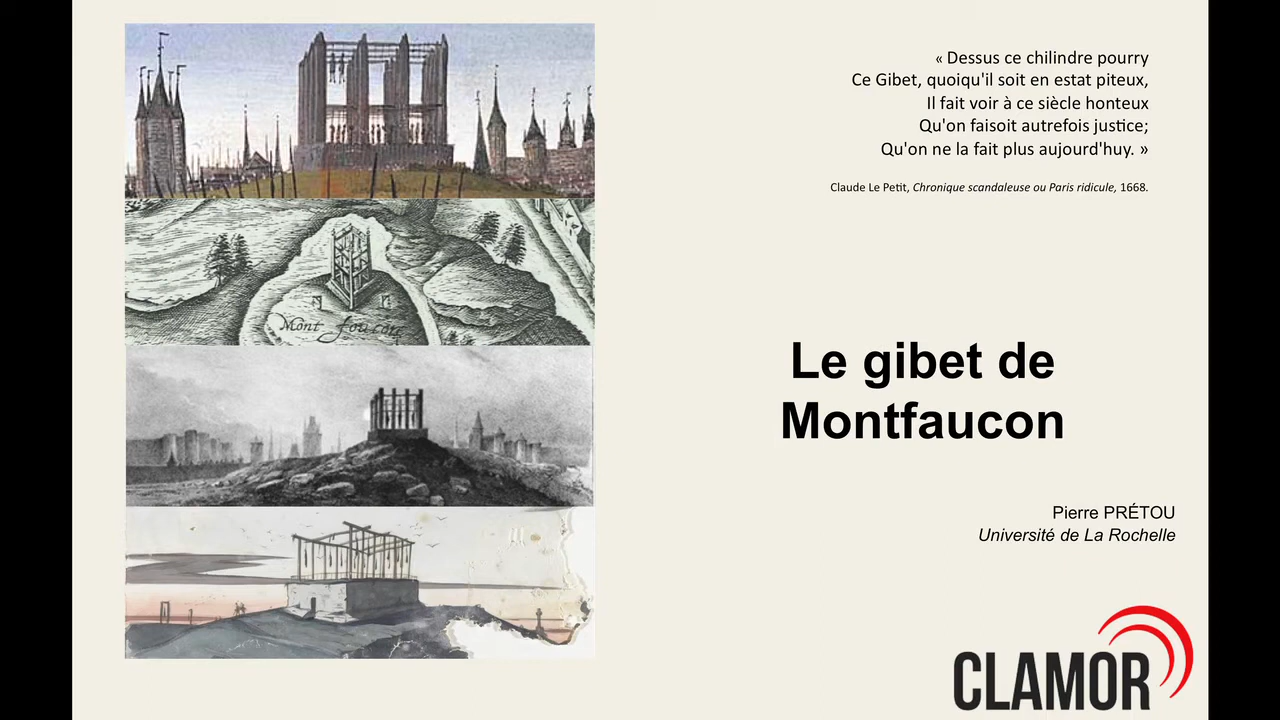 « Dessus ce chilindre pourry
Ce Gibet, quoiqu'il soit en estat piteux,
Il fait voir à ce siècle honteux
Qu'on faisoit autrefois justice;
Qu'on ne la fait plus aujourd'huy. »
Claude Le Petit, Chronique scandaleuse ou Paris ridicule, 1668.
Mont foucon
Le gibet de
Montfaucon
Pierre PRÉTOU
Université de La Rochelle
CLAMOR